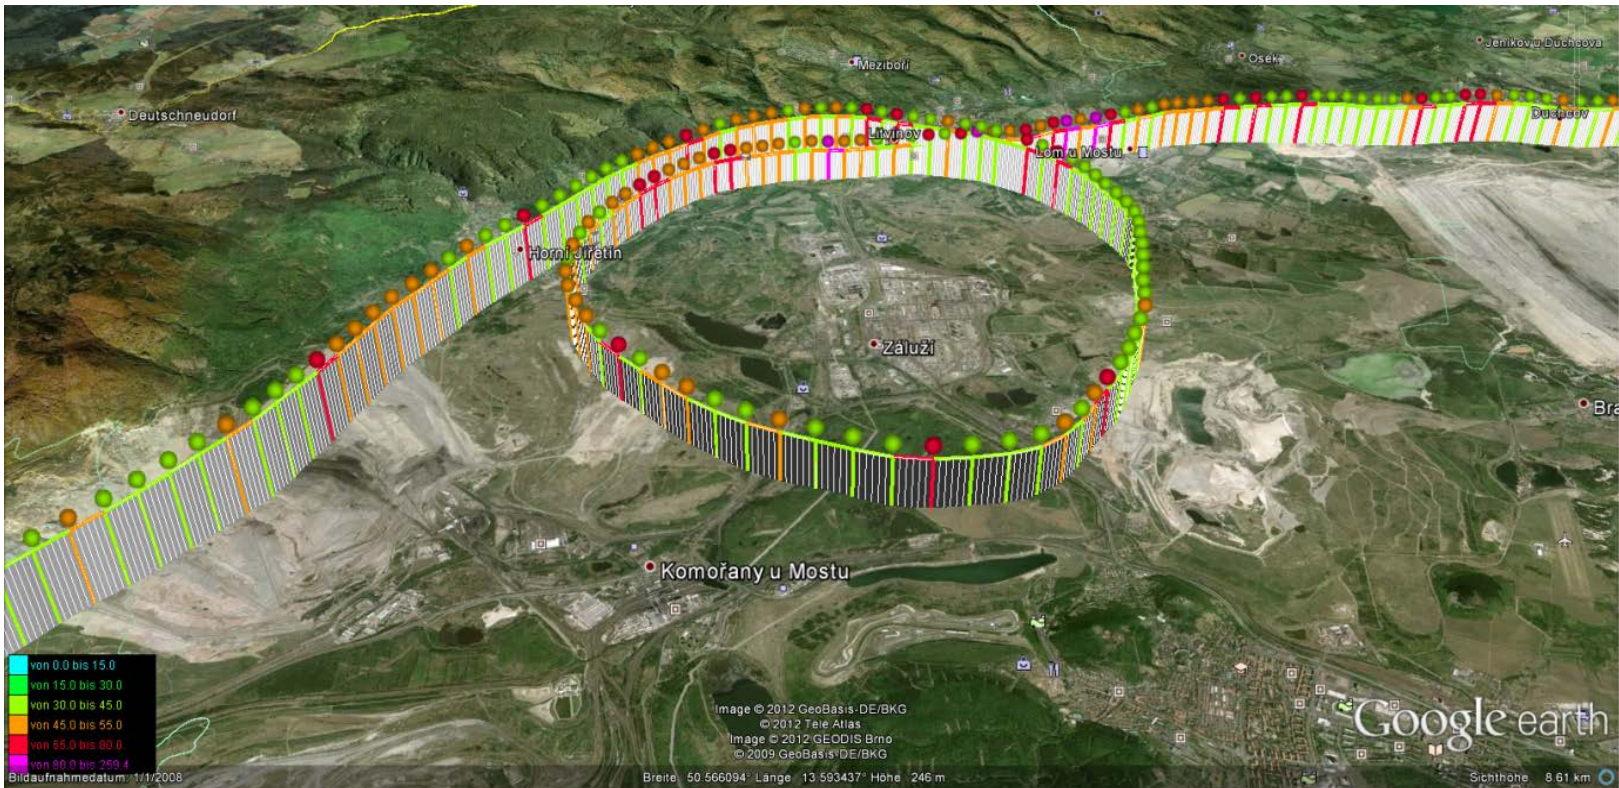 Jenikov u Duchcova
Meziboří
Osek
Deutschneudorf
Duchcov
Litvínov
Lom u Mostu
Horní Jiřetín
Záluží
Bra
Komořany u Mostu
von 0.0 bis 15.0
von 15.0 bis 30.0
von 30.0 bis 45.0
von 45.0 bis 55.0
von 55.0 bis 80.0
von 80.0 bis 259.4
Image © 2012 GeoBasis-DE/BKG
© 2012 Tele Atlas
Image © 2012 GEODIS Brno
© 2009 GeoBasis-DE/BKG
Google earth
Bildaufnahmedatum: 1/1/2008
Breite 50.566094° Länge 13.593437° Höhe 246 m
Sichthöhe 8.61 km